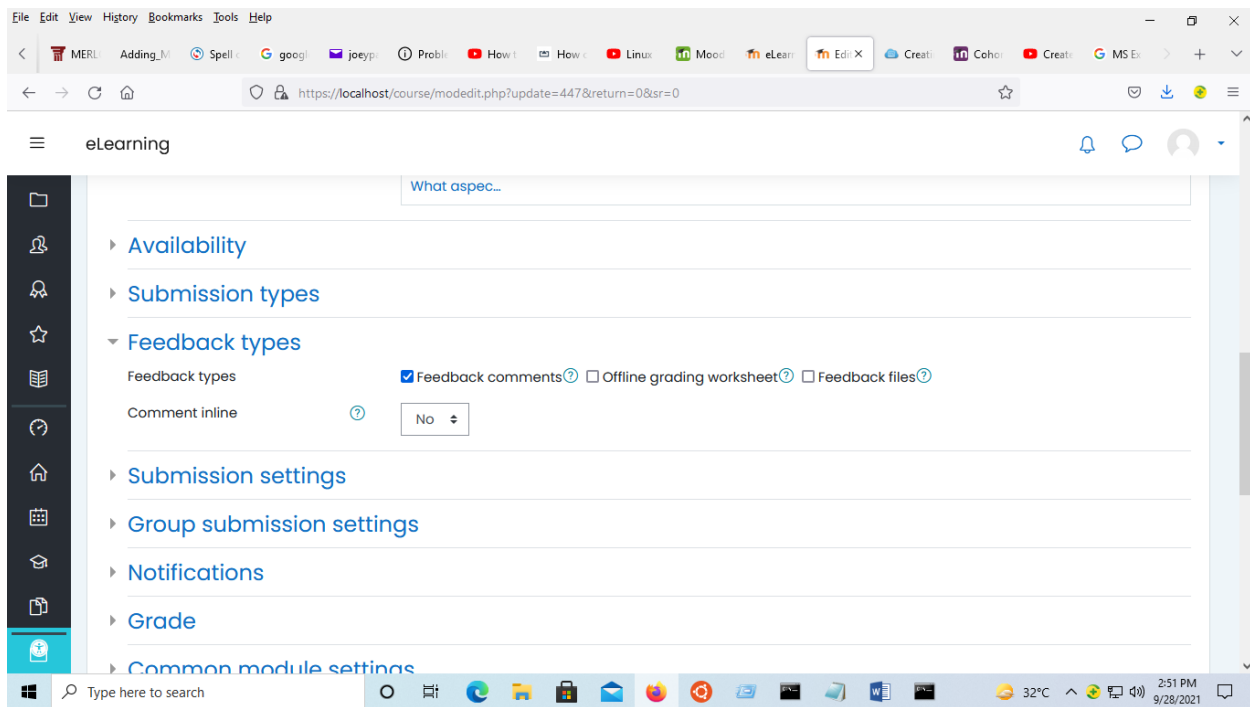 File Edit View History Bookmarks Tools Help
MERL Adding_M Spell c googl joeyp Proble How t How c Linux Mood eLearn Edit Creati Cohor Create MS Ex
https://localhost/course/modedit.php?update=447&return=0&sr=0
eLearning
What aspec...
Availability
Submission types
Feedback types
Feedback types Feedback comments Offline grading worksheet Feedback files
Comment inline No
Submission settings
Group submission settings
Notifications
Grade
Common module settings
Type here to search 32°C 2:51 PM
9/28/2021